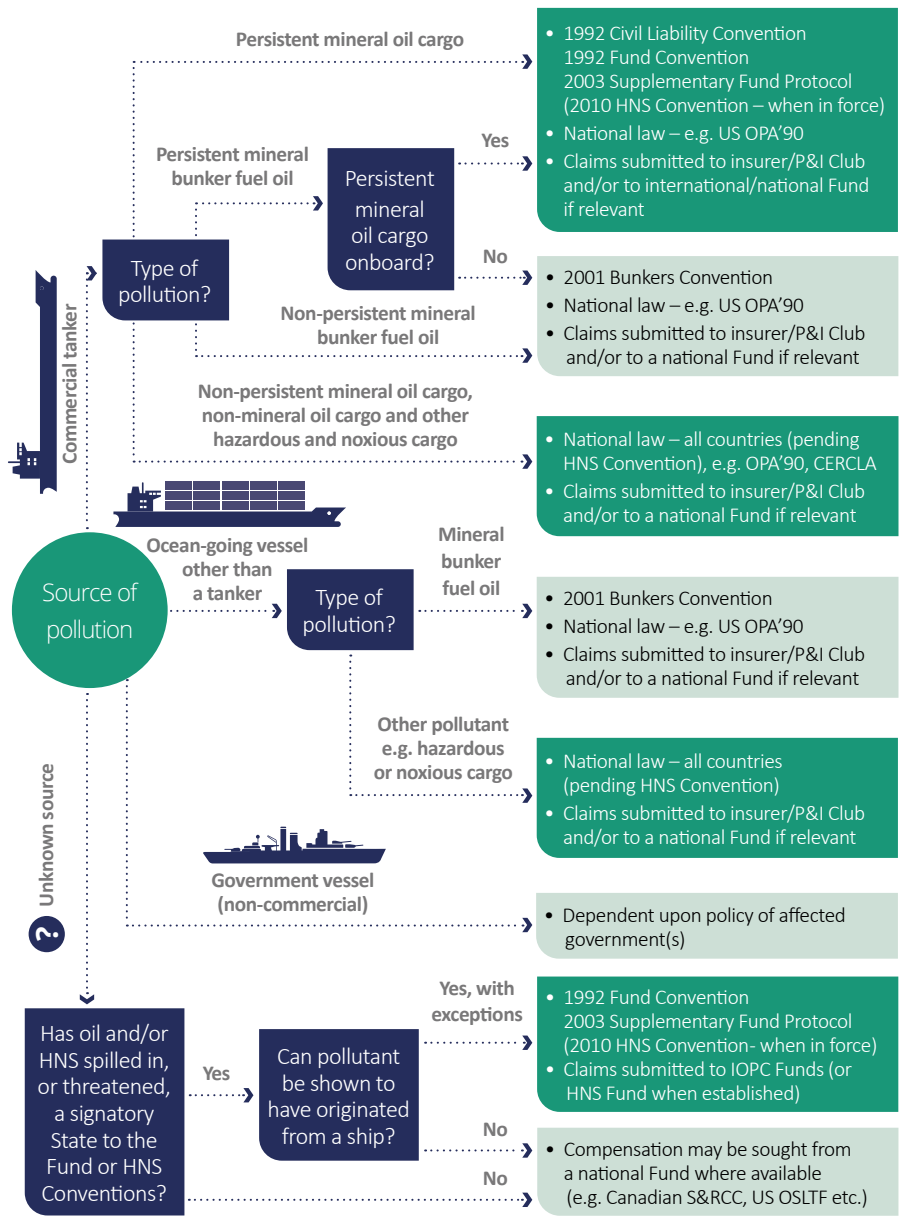 Persistent mineral oil cargo
• 1992 Civil Liability Convention
1992 Fund Convention
2003 Supplementary Fund Protocol
(2010 HNS Convention – when in force)
• National law – e.g. US OPA'90
• Claims submitted to insurer/P&I Club
and/or to international/national Fund
if relevant
Persistent mineral
bunker fuel oil
Persistent
mineral
oil cargo
onboard?
Yes
No
Type of
pollution?
• 2001 Bunkers Convention
• National law – e.g. US OPA'90
• Claims submitted to insurer/P&I Club
and/or to a national Fund if relevant
Non-persistent mineral
bunker fuel oil
Commercial tanker
Non-persistent mineral oil cargo,
non-mineral oil cargo and other
hazardous and noxious cargo
• National law – all countries (pending
HNS Convention), e.g. OPA'90, CERCLA
• Claims submitted to insurer/P&I Club
and/or to a national Fund if relevant
Source of
pollution
Ocean-going vessel
other than
a tanker
Type of
pollution?
Mineral
bunker
fuel oil
• 2001 Bunkers Convention
• National law – e.g. US OPA'90
• Claims submitted to insurer/P&I Club
and/or to a national Fund if relevant
Other pollutant
e.g. hazardous
or noxious cargo
• National law – all countries
(pending HNS Convention)
• Claims submitted to insurer/P&I Club
and/or to a national Fund if relevant
Government vessel
(non-commercial)
• Dependent upon policy of affected
government(s)
? Unknown source
Has oil and/or
HNS spilled in,
or threatened,
a signatory
State to the
Fund or HNS
Conventions?
Yes
Can pollutant
be shown to
have originated
from a ship?
Yes, with
exceptions
• 1992 Fund Convention
2003 Supplementary Fund Protocol
(2010 HNS Convention- when in force)
• Claims submitted to IOPC Funds (or
HNS Fund when established)
No
No
• Compensation may be sought from
a national Fund where available
(e.g. Canadian S&RCC, US OSLTF etc.)